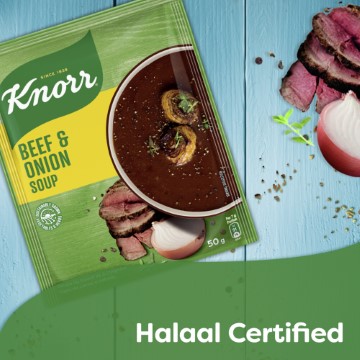 SINCE 1838
Knorr
BEEF &
ONION
SOUP
50 g
Halaal Certified